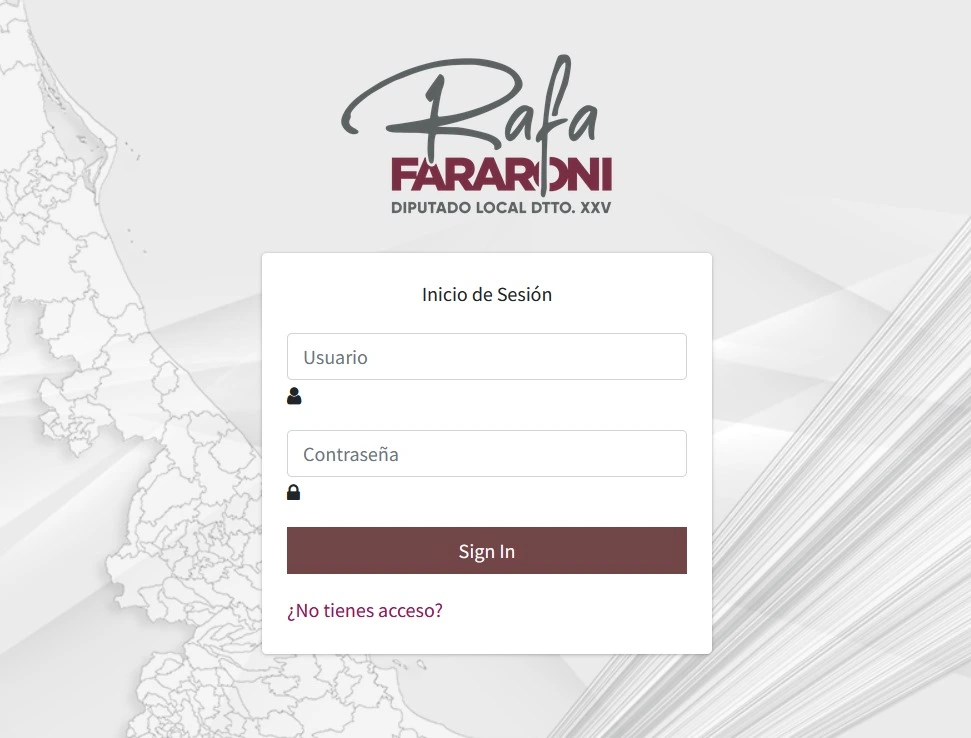 Rafa
FARARONI
DIPUTADO LOCAL DTTO. XXV
Inicio de Sesión
Usuario
Contraseña
Sign In
¿No tienes acceso?